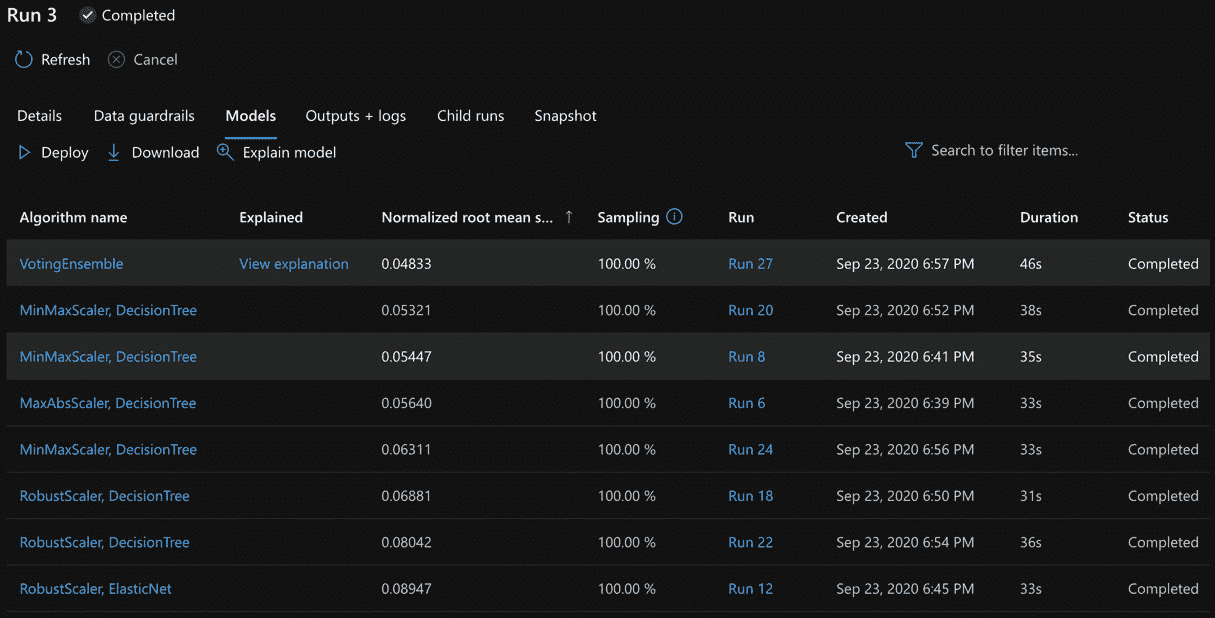 Run 3 Completed
Refresh Cancel
Details Data guardrails Models Outputs + logs Child runs Snapshot
Deploy Download Explain model Search to filter items...
Algorithm name Explained Normalized root mean s... ↑ Sampling Run Created Duration Status
VotingEnsemble View explanation 0.04833 100.00 % Run 27 Sep 23, 2020 6:57 PM 46s Completed
MinMaxScaler, DecisionTree 0.05321 100.00 % Run 20 Sep 23, 2020 6:52 PM 38s Completed
MinMaxScaler, DecisionTree 0.05447 100.00 % Run 8 Sep 23, 2020 6:41 PM 35s Completed
MaxAbsScaler, DecisionTree 0.05640 100.00 % Run 6 Sep 23, 2020 6:39 PM 33s Completed
MinMaxScaler, DecisionTree 0.06311 100.00 % Run 24 Sep 23, 2020 6:56 PM 33s Completed
RobustScaler, DecisionTree 0.06881 100.00 % Run 18 Sep 23, 2020 6:50 PM 31s Completed
RobustScaler, DecisionTree 0.08042 100.00 % Run 22 Sep 23, 2020 6:54 PM 36s Completed
RobustScaler, ElasticNet 0.08947 100.00 % Run 12 Sep 23, 2020 6:45 PM 33s Completed